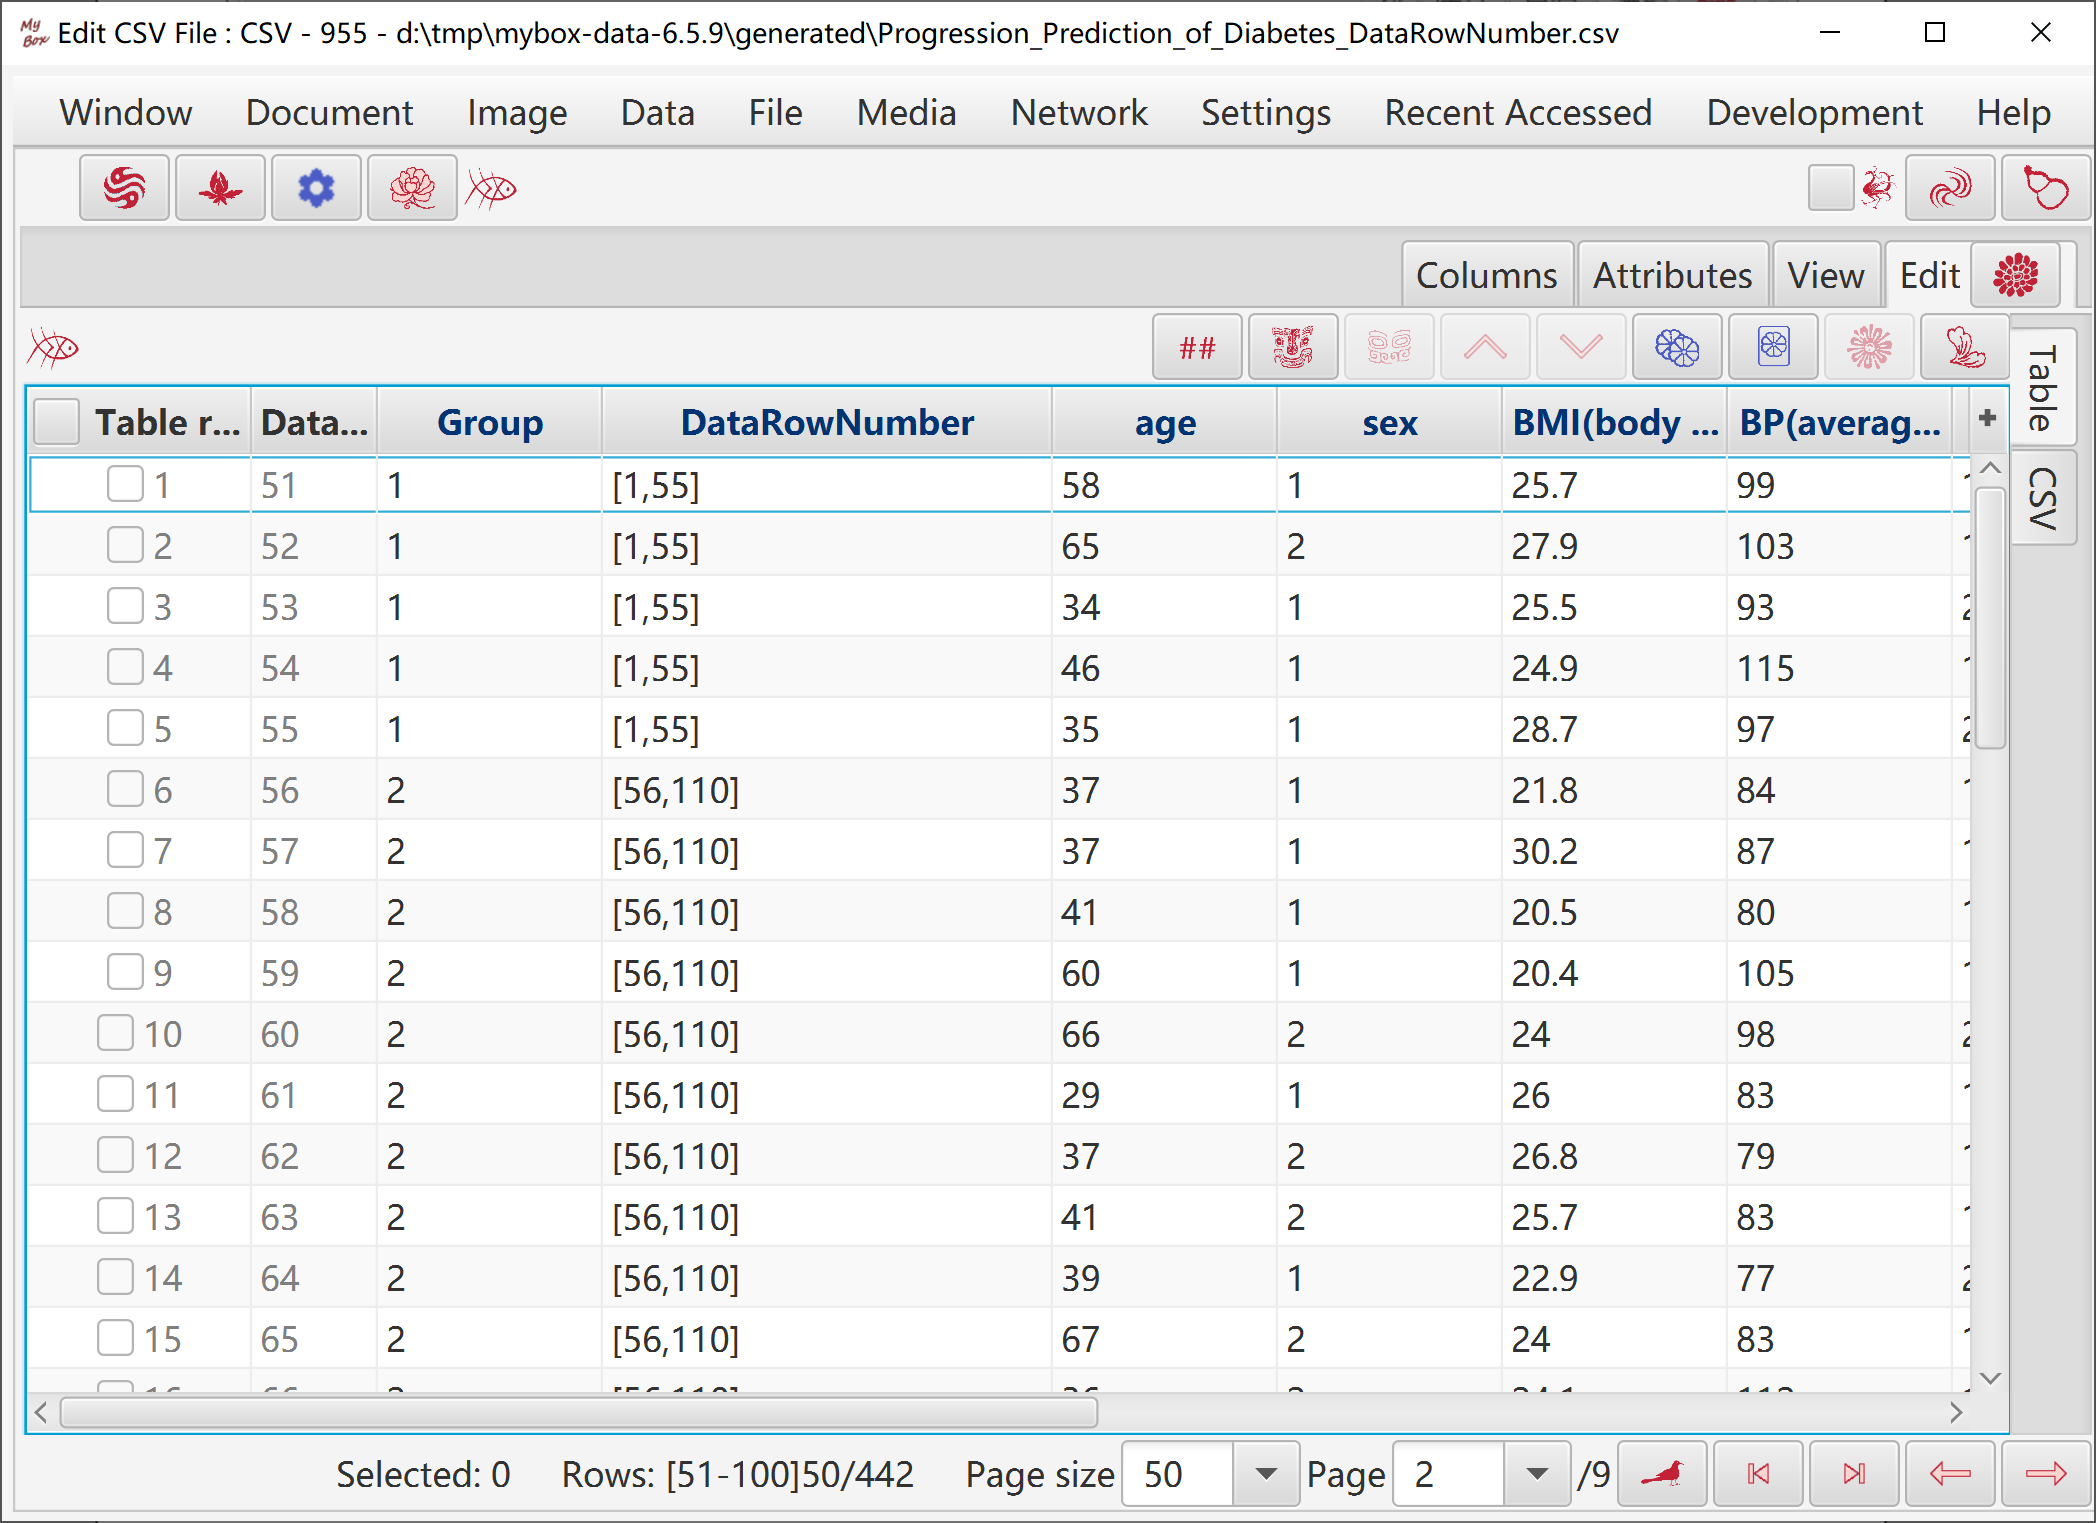 My Box Edit CSV File : CSV - 955 - d:\tmp\mybox-data-6.5.9\generated\Progression_Prediction_of_Diabetes_DataRowNumber.csv
Window Document Image Data File Media Network Settings Recent Accessed Development Help
Columns Attributes View Edit
##
Table
CSV
Table r... Data... Group DataRowNumber age sex BMI(body ... BP(averag... +
1 51 1 [1,55] 58 1 25.7 99
2 52 1 [1,55] 65 2 27.9 103
3 53 1 [1,55] 34 1 25.5 93
4 54 1 [1,55] 46 1 24.9 115
5 55 1 [1,55] 35 1 28.7 97
6 56 2 [56,110] 37 1 21.8 84
7 57 2 [56,110] 37 1 30.2 87
8 58 2 [56,110] 41 1 20.5 80
9 59 2 [56,110] 60 1 20.4 105
10 60 2 [56,110] 66 2 24 98
11 61 2 [56,110] 29 1 26 83
12 62 2 [56,110] 37 2 26.8 79
13 63 2 [56,110] 41 2 25.7 83
14 64 2 [56,110] 39 1 22.9 77
15 65 2 [56,110] 67 2 24 83
Selected: 0 Rows: [51-100]50/442 Page size 50 Page 2 /9